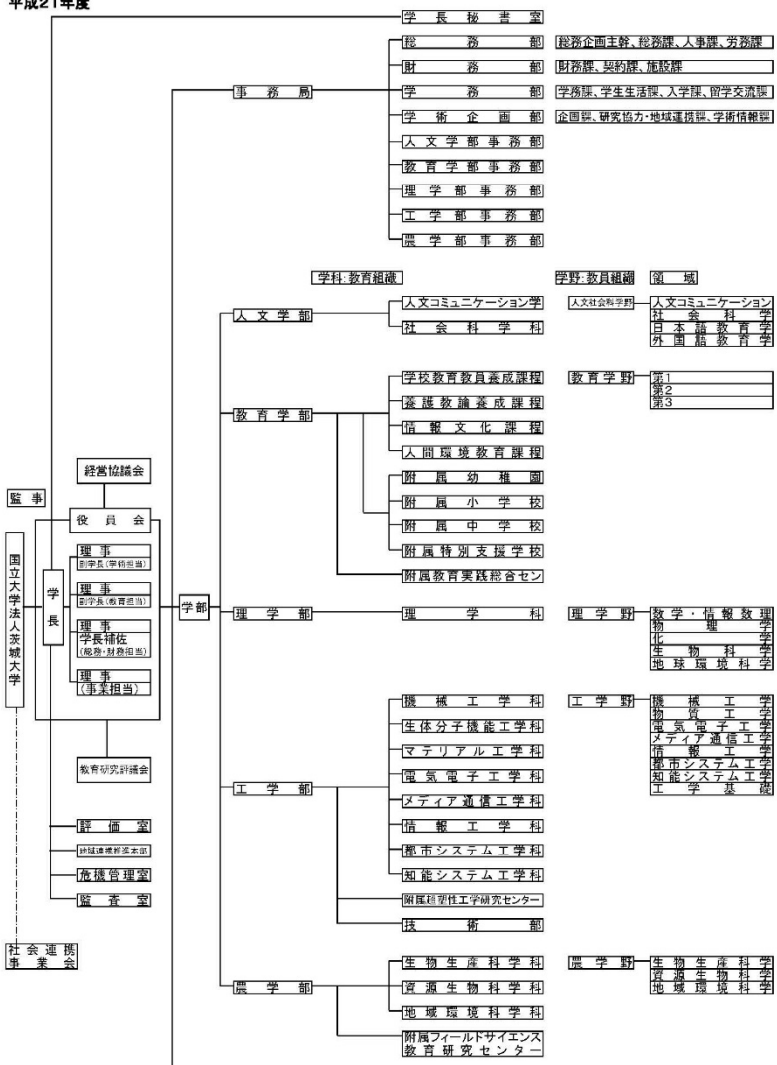 平成21年度
学長秘書室
総務部 総務企画主幹、総務課、人事課、労務課
財務部 財務課、契約課、施設課
事務局 学務部 学務課、学生生活課、入学課、留学交流課
学術企画部 企画課、研究協力・地域連携課、学術情報課
人文学部事務部
教育学部事務部
理学部事務部
工学部事務部
農学部事務部
学科:教育組織 学野:教員組織 領域
人文学部 人文コミュニケーション学 人文社会科学野 人文コミュニケーション
社会科学科 社会科学
日本語教育学
外国語教育学
学校教育教員養成課程 教育学野 第1
第2
養護教諭養成課程 第3
教育学部
情報文化課程
人間環境教育課程
附属幼稚園
附属小学校
附属中学校
附属特別支援学校
附属教育実践総合セン
経営協議会
監事
役員会
国立大学法人茨城大学
学長
理事
副学長(学術担当)
理事
副学長(教育担当)
理事
学長補佐
(総務・財務担当)
理事
(事業担当)
教育研究評議会
評価室
地域連携推進本部
危機管理室
監査室
社会連携
事業会
学部
理学部 理学科 理学野 数学・情報数理
物理学
化学
生物科学
地球環境科学
機械工学科 工学野 機械工学
物質工学
生体分子機能工学科 電気電子工学
メディア通信工学
マテリアル工学科 情報工学
都市システム工学
電気電子工学科 知能システム工学
工学部 工学基礎
メディア通信工学科
情報工学科
都市システム工学科
知能システム工学科
附属超塑性工学研究センター
技術部
生物生産科学科 農学野 生物生産科学
資源生物科学
農学部 資源生物科学科 地域環境科学
地域環境科学科
附属フィールドサイエンス
教育研究センター